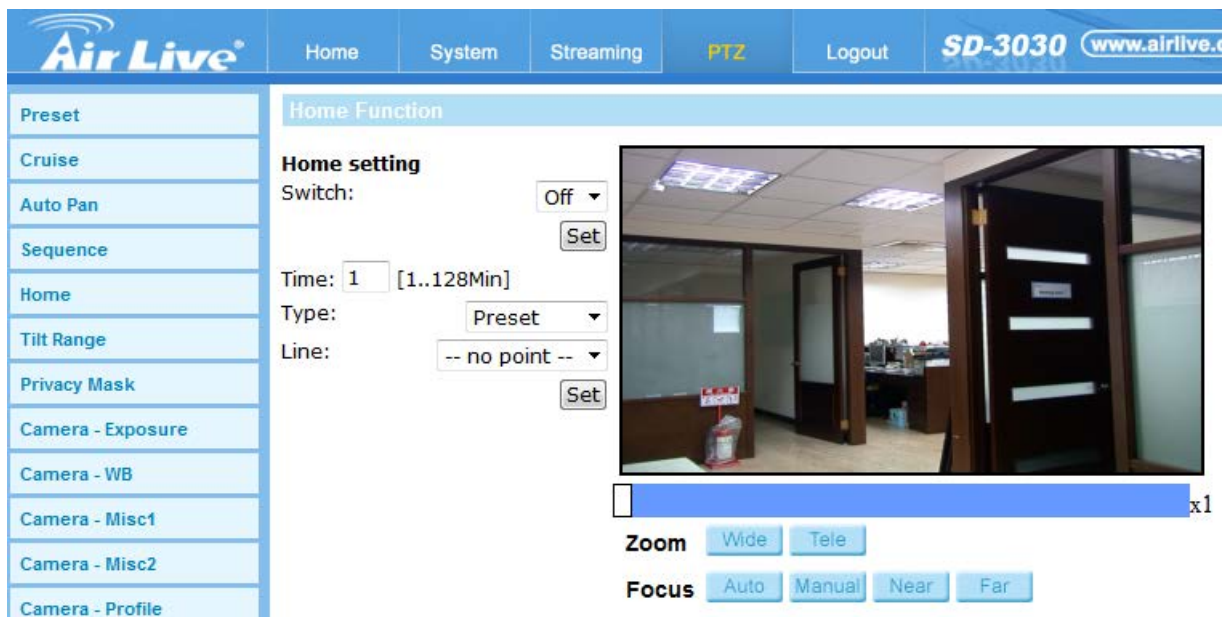 Air Live®
Home System Streaming PTZ Logout SD-3030 www.airlive.c
Preset
Cruise
Auto Pan
Sequence
Home
Tilt Range
Privacy Mask
Camera - Exposure
Camera - WB
Camera - Misc1
Camera - Misc2
Camera - Profile
Home Function
Home setting
Switch: Off
Set
Time: 1 [1..128Min]
Type: Preset
Line: -- no point --
Set
x1
Zoom Wide Tele
Focus Auto Manual Near Far